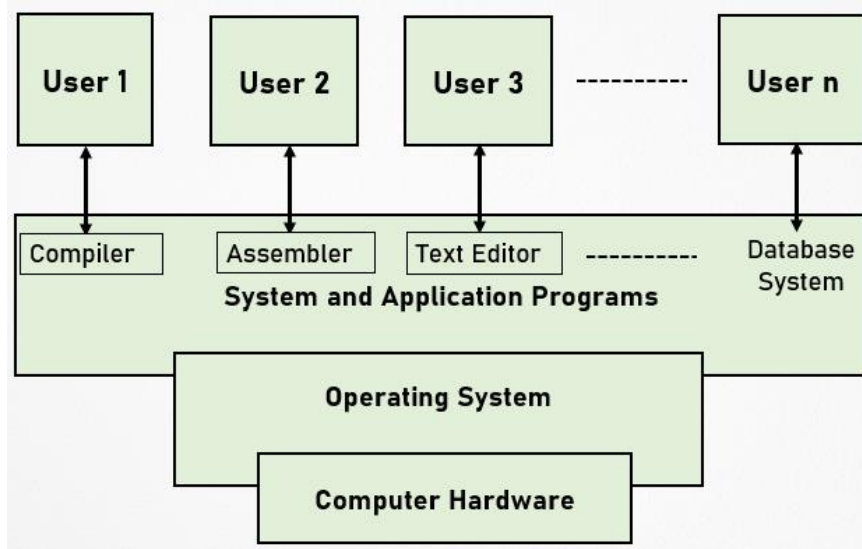 User 1
User 2
User 3
User n
Compiler
Assembler
Text Editor
Database
System
System and Application Programs
Operating System
Computer Hardware